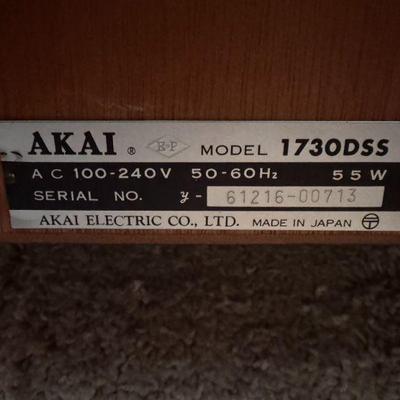 AKAI ® E-P MODEL 1730DSS
AC 100-240V 50-60Hz 55W
SERIAL NO. y- 61216-00713
AKAI ELECTRIC CO., LTD. MADE IN JAPAN